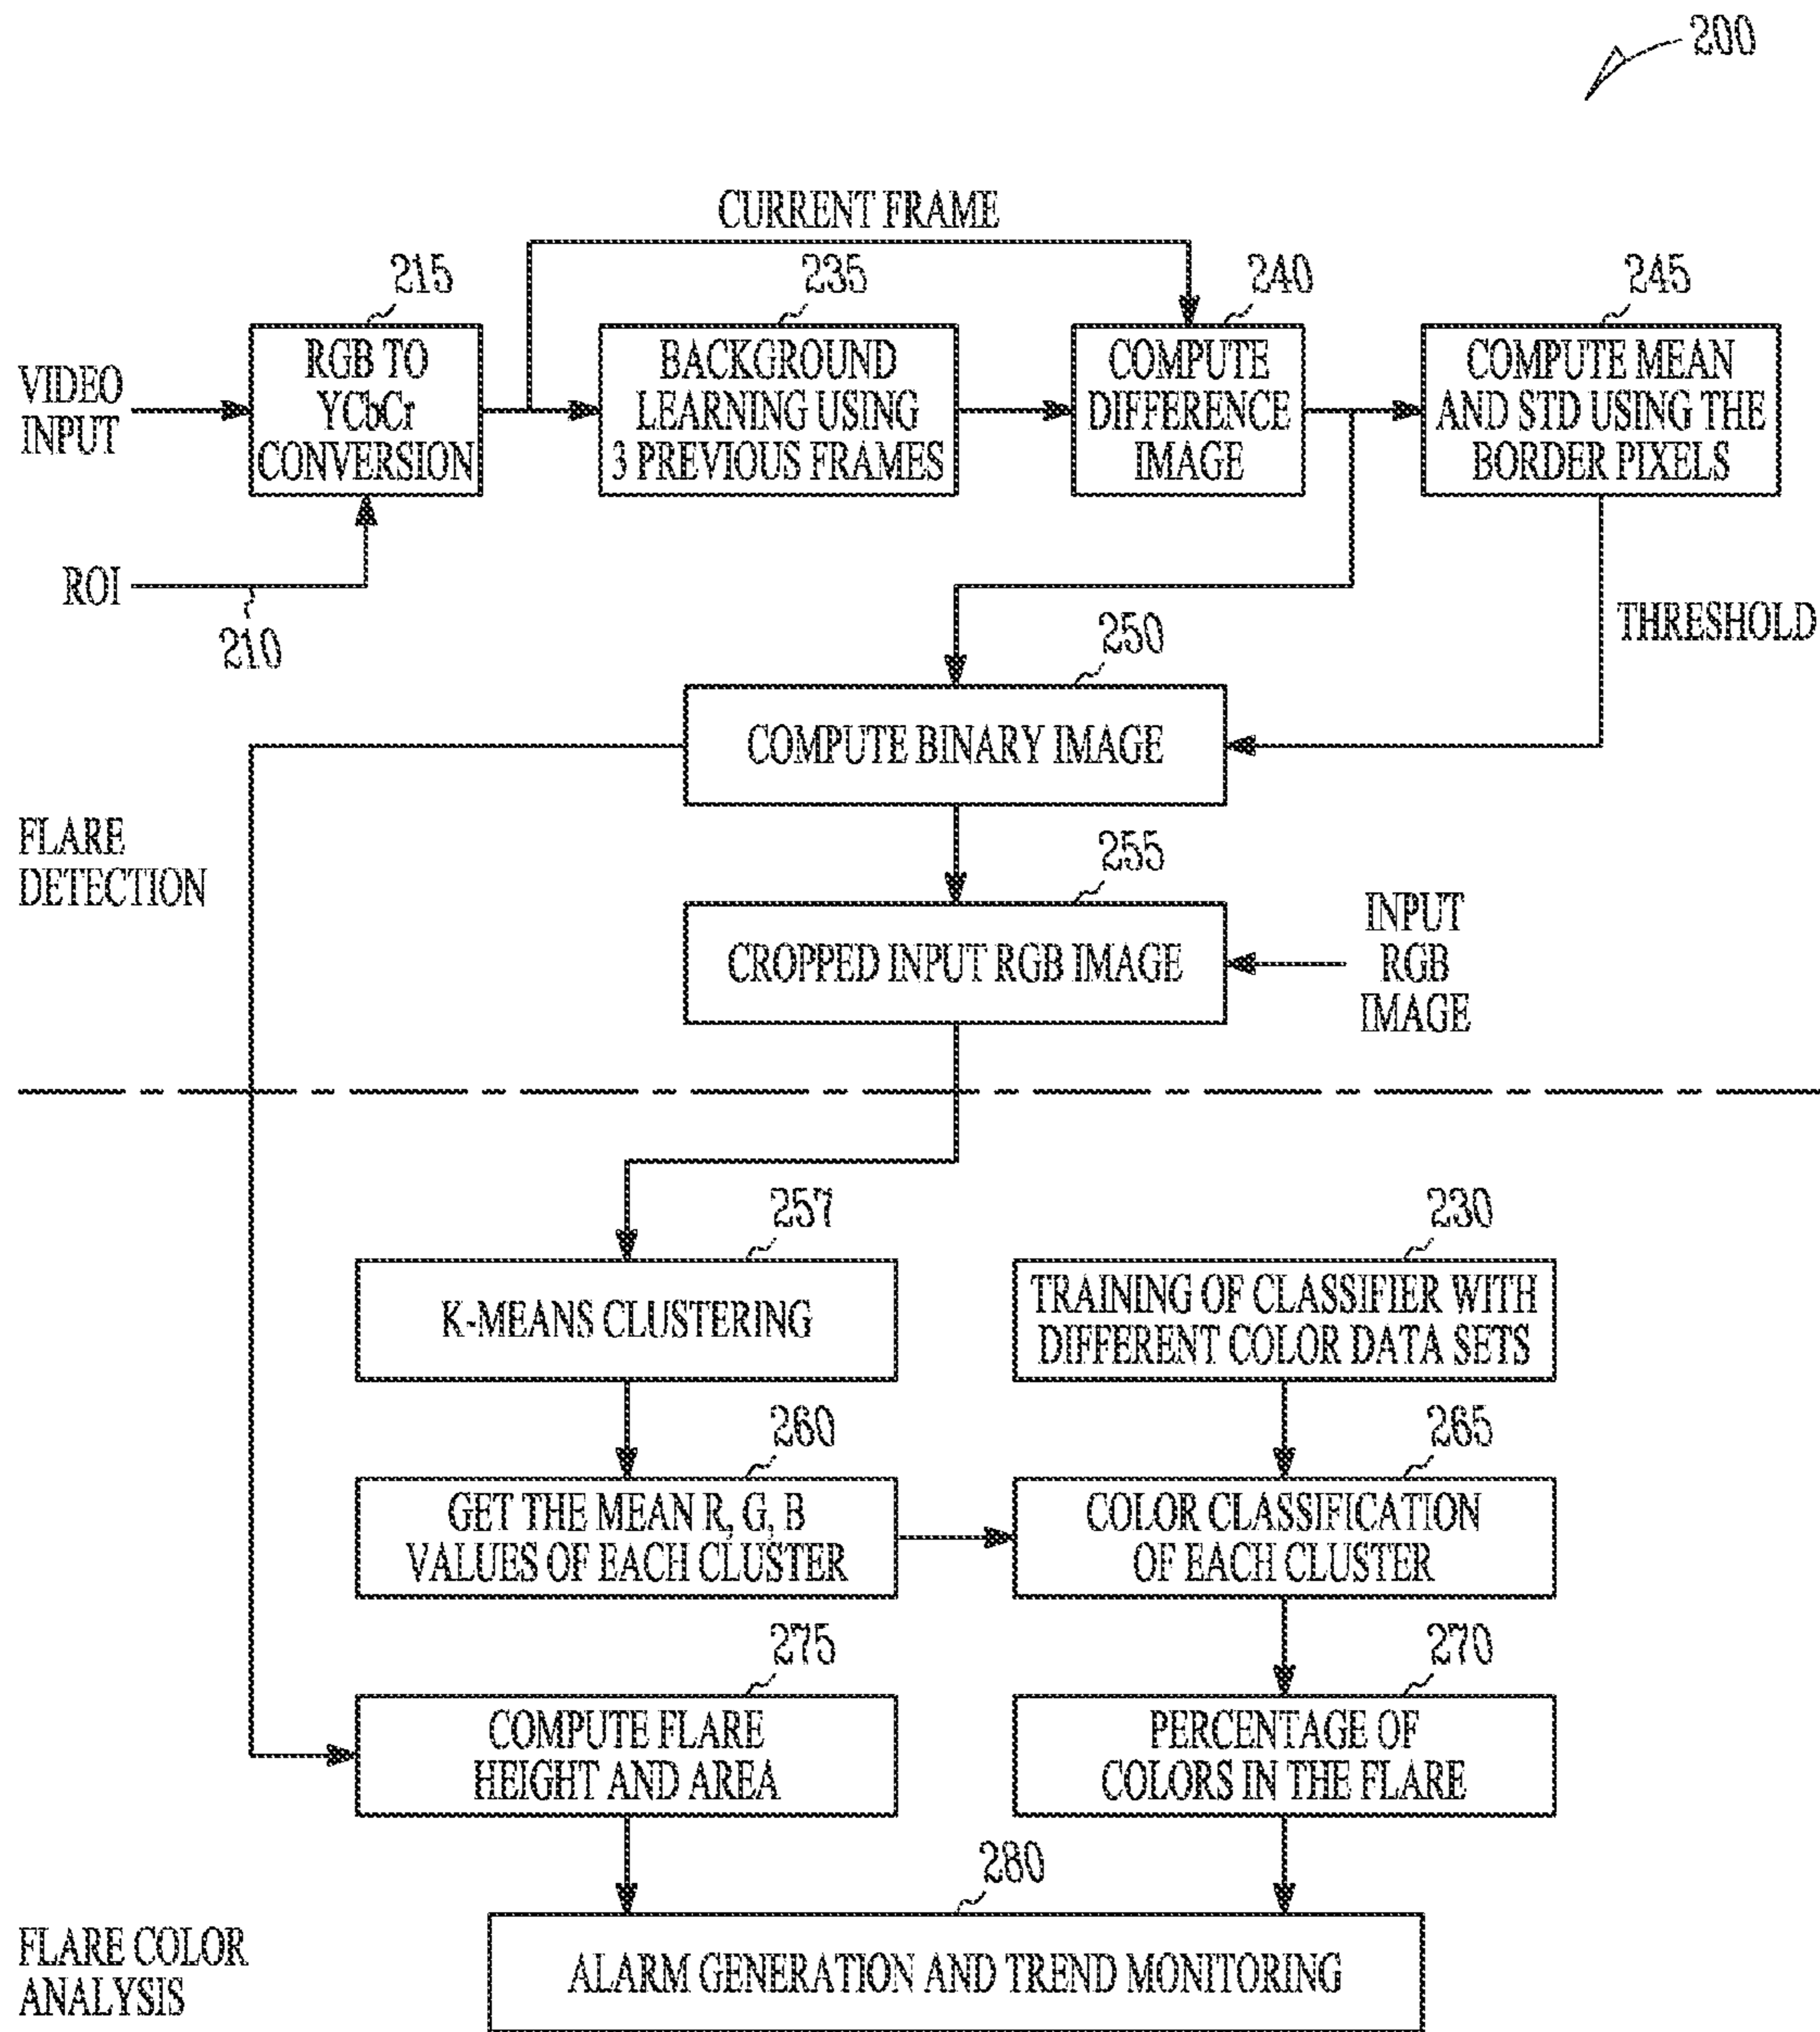 200
CURRENT FRAME
215
235
240
245
VIDEO
INPUT
RGB TO
YCbCr
CONVERSION
BACKGROUND
LEARNING USING
3 PREVIOUS FRAMES
COMPUTE
DIFFERENCE
IMAGE
COMPUTE MEAN
AND STD USING THE
BORDER PIXELS
ROI
210
THRESHOLD
250
COMPUTE BINARY IMAGE
FLARE
DETECTION
255
CROPPED INPUT RGB IMAGE
INPUT
RGB
IMAGE
257
K-MEANS CLUSTERING
230
TRAINING OF CLASSIFIER WITH
DIFFERENT COLOR DATA SETS
260
GET THE MEAN R, G, B
VALUES OF EACH CLUSTER
265
COLOR CLASSIFICATION
OF EACH CLUSTER
275
COMPUTE FLARE
HEIGHT AND AREA
270
PERCENTAGE OF
COLORS IN THE FLARE
280
ALARM GENERATION AND TREND MONITORING
FLARE COLOR
ANALYSIS